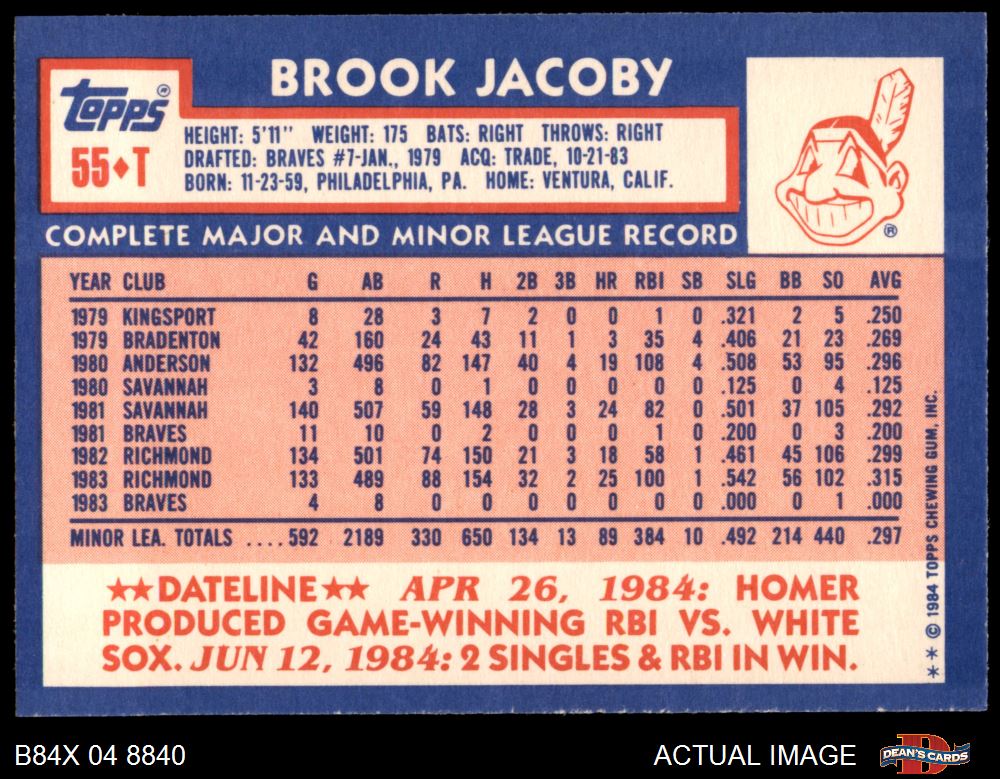 BROOK JACOBY
TOPPS®
55♦T
HEIGHT: 5'11" WEIGHT: 175 BATS: RIGHT THROWS: RIGHT
DRAFTED: BRAVES #7-JAN., 1979 ACQ: TRADE, 10-21-83
BORN: 11-23-59, PHILADELPHIA, PA. HOME: VENTURA, CALIF.
®
COMPLETE MAJOR AND MINOR LEAGUE RECORD
YEAR CLUB G AB R H 2B 3B HR RBI SB SLG BB SO AVG
1979 KINGSPORT 8 28 3 7 2 0 0 1 0 .321 2 5 .250
1979 BRADENTON 42 160 24 43 11 1 3 35 4 .406 21 23 .269
1980 ANDERSON 132 496 82 147 40 4 19 108 4 .508 53 95 .296
1980 SAVANNAH 3 8 0 1 0 0 0 0 0 .125 0 4 .125
1981 SAVANNAH 140 507 59 148 28 3 24 82 0 .501 37 105 .292
1981 BRAVES 11 10 0 2 0 0 0 1 0 .200 0 3 .200
1982 RICHMOND 134 501 74 150 21 3 18 58 1 .461 45 106 .299
1983 RICHMOND 133 489 88 154 32 2 25 100 1 .542 56 102 .315
1983 BRAVES 4 8 0 0 0 0 0 0 0 .000 0 1 .000
MINOR LEA. TOTALS ....592 2189 330 650 134 13 89 384 10 .492 214 440 .297
★★DATELINE★★ APR 26, 1984: HOMER
PRODUCED GAME-WINNING RBI VS. WHITE
SOX. JUN 12, 1984: 2 SINGLES & RBI IN WIN.
** © 1984 TOPPS CHEWING GUM, INC.
B84X 04 8840
ACTUAL IMAGE
DEAN'S CARDS